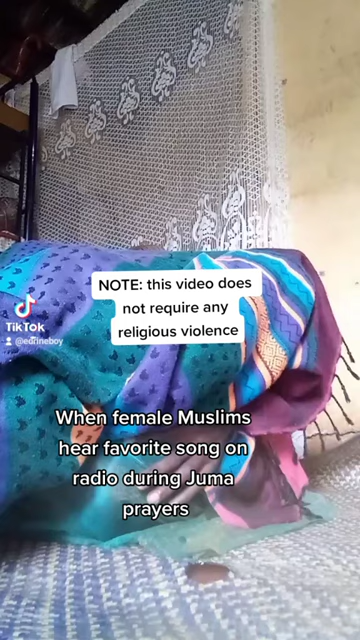 NOTE: this video does
not require any
religious violence
TikTok
@edrineboy
When female Muslims
hear favorite song on
radio during Juma
prayers